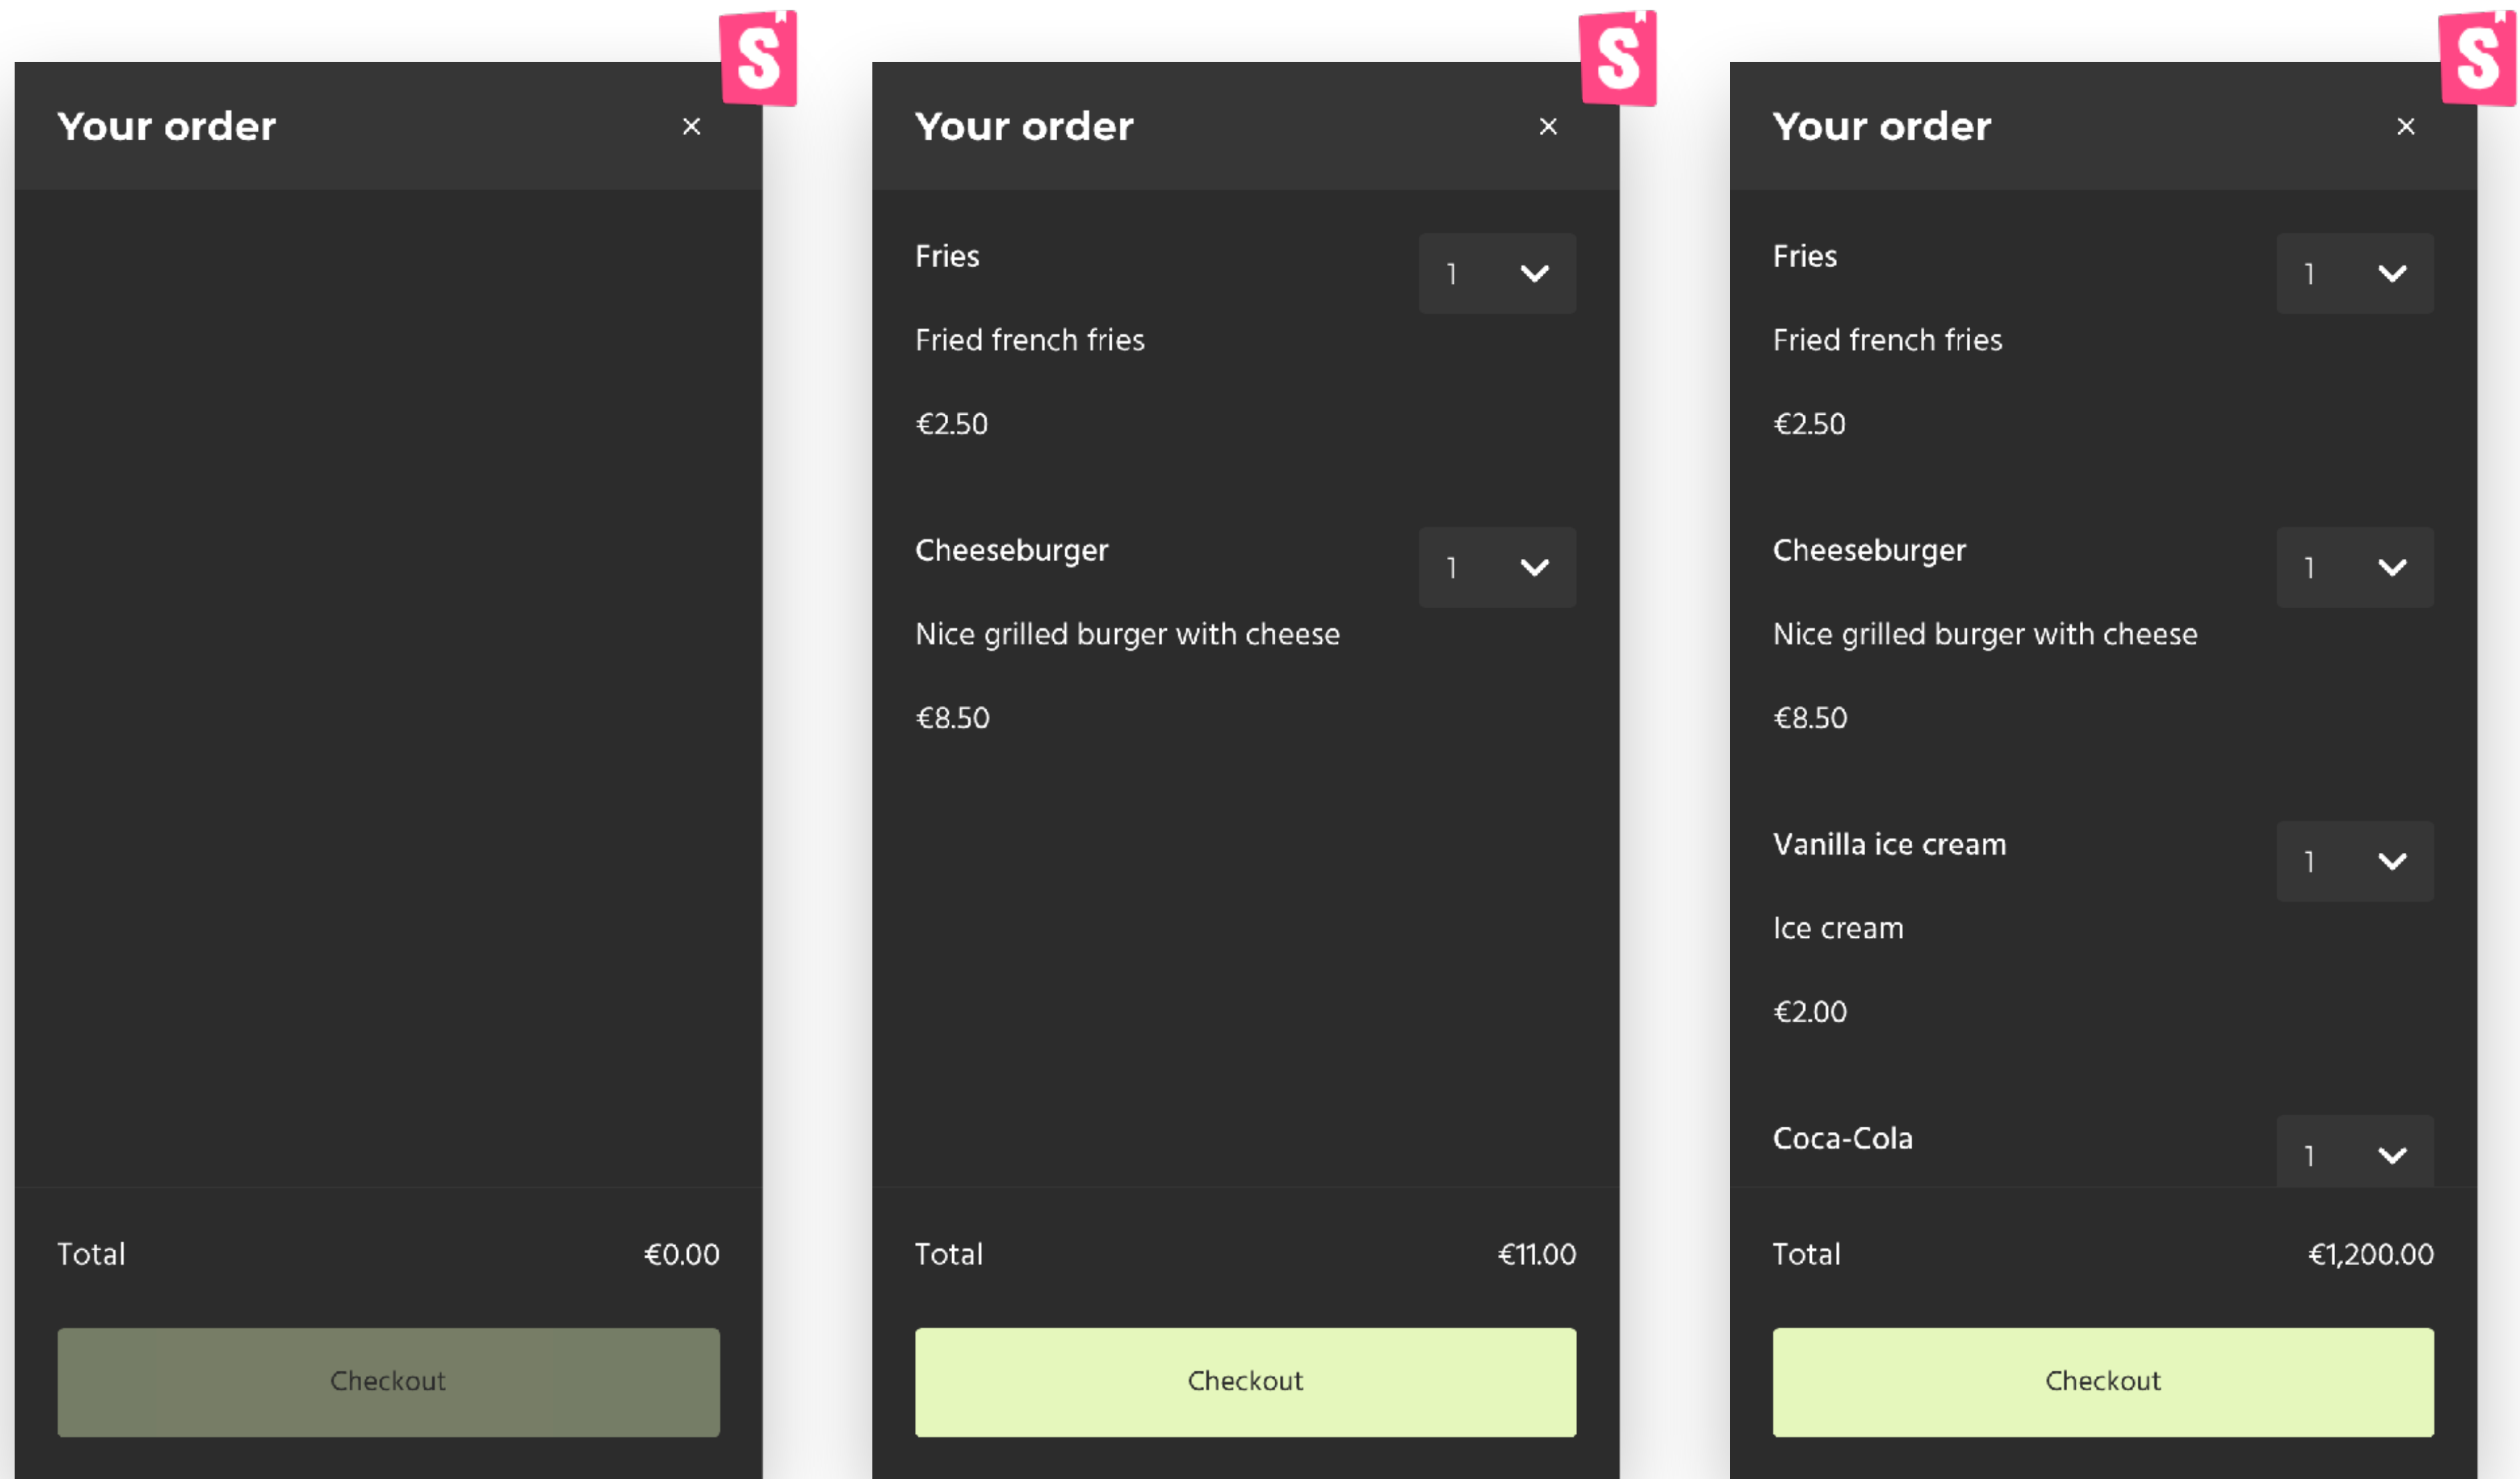 S
Your order
×
Total €0.00
Checkout
S
Your order
×
Fries 1
Fried french fries
€2.50
Cheeseburger 1
Nice grilled burger with cheese
€8.50
Total €11.00
Checkout
S
Your order
×
Fries 1
Fried french fries
€2.50
Cheeseburger 1
Nice grilled burger with cheese
€8.50
Vanilla ice cream 1
Ice cream
€2.00
Coca-Cola 1
Total €1,200.00
Checkout